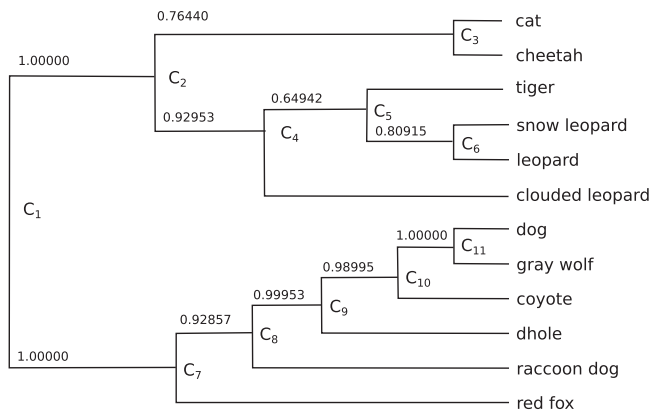 0.76440
cat
C3
cheetah
1.00000
C2
tiger
0.64942
C5
0.92953
snow leopard
0.80915
C4
C6
leopard
clouded leopard
C1
dog
1.00000
C11
gray wolf
0.98995
C10
coyote
0.99953
C9
0.92857
C8
dhole
1.00000
C7
raccoon dog
red fox